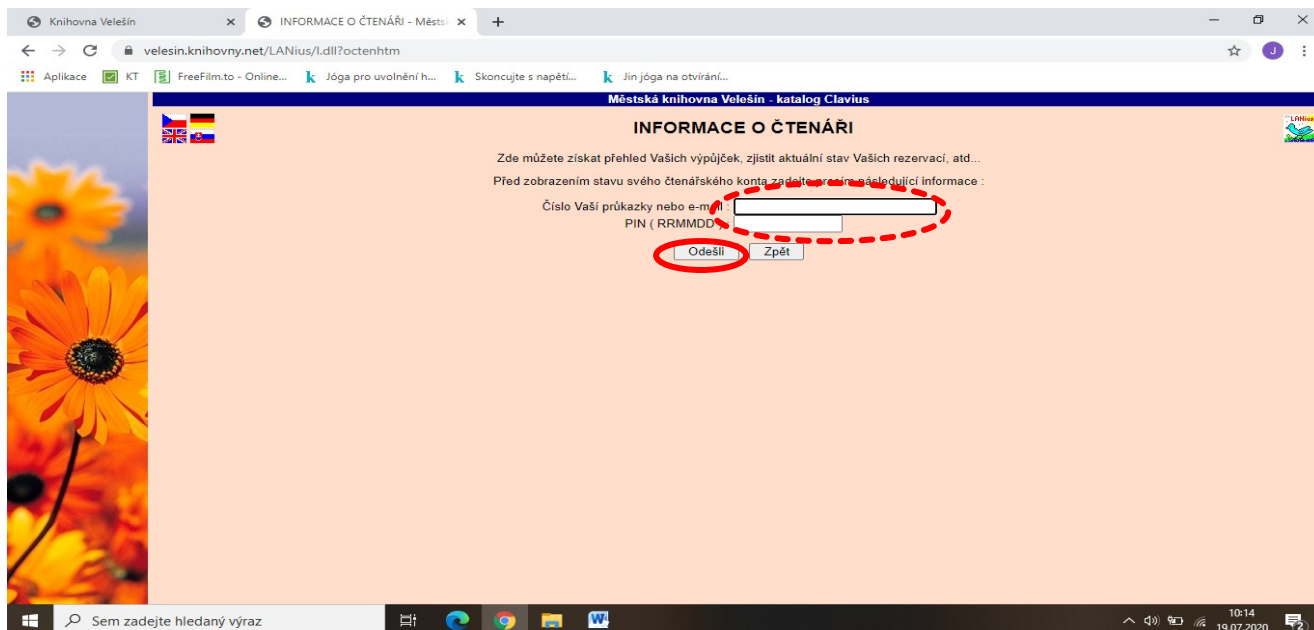 Knihovna Velešín
INFORMACE O ČTENÁŘI - Městs
velesin.knihovny.net/LANius/l.dll?octenhtm
J
Aplikace KT FreeFilm.to - Online... k Jóga pro uvolnění h... k Skoncujte s napětí... k Jin jóga na otvírání...
Městská knihovna Velešín - katalog Clavius
LANius
INFORMACE O ČTENÁŘI
Zde můžete získat přehled Vašich výpůjček, zjistit aktuální stav Vašich rezervací, atd...
Před zobrazením stavu svého čtenářského konta zadejte prosím následující informace :
Číslo Vaší průkazky nebo e-mail :
PIN ( RRMMDD ) :
Odešli Zpět
Sem zadejte hledaný výraz
W
10:14
19.07.2020
2